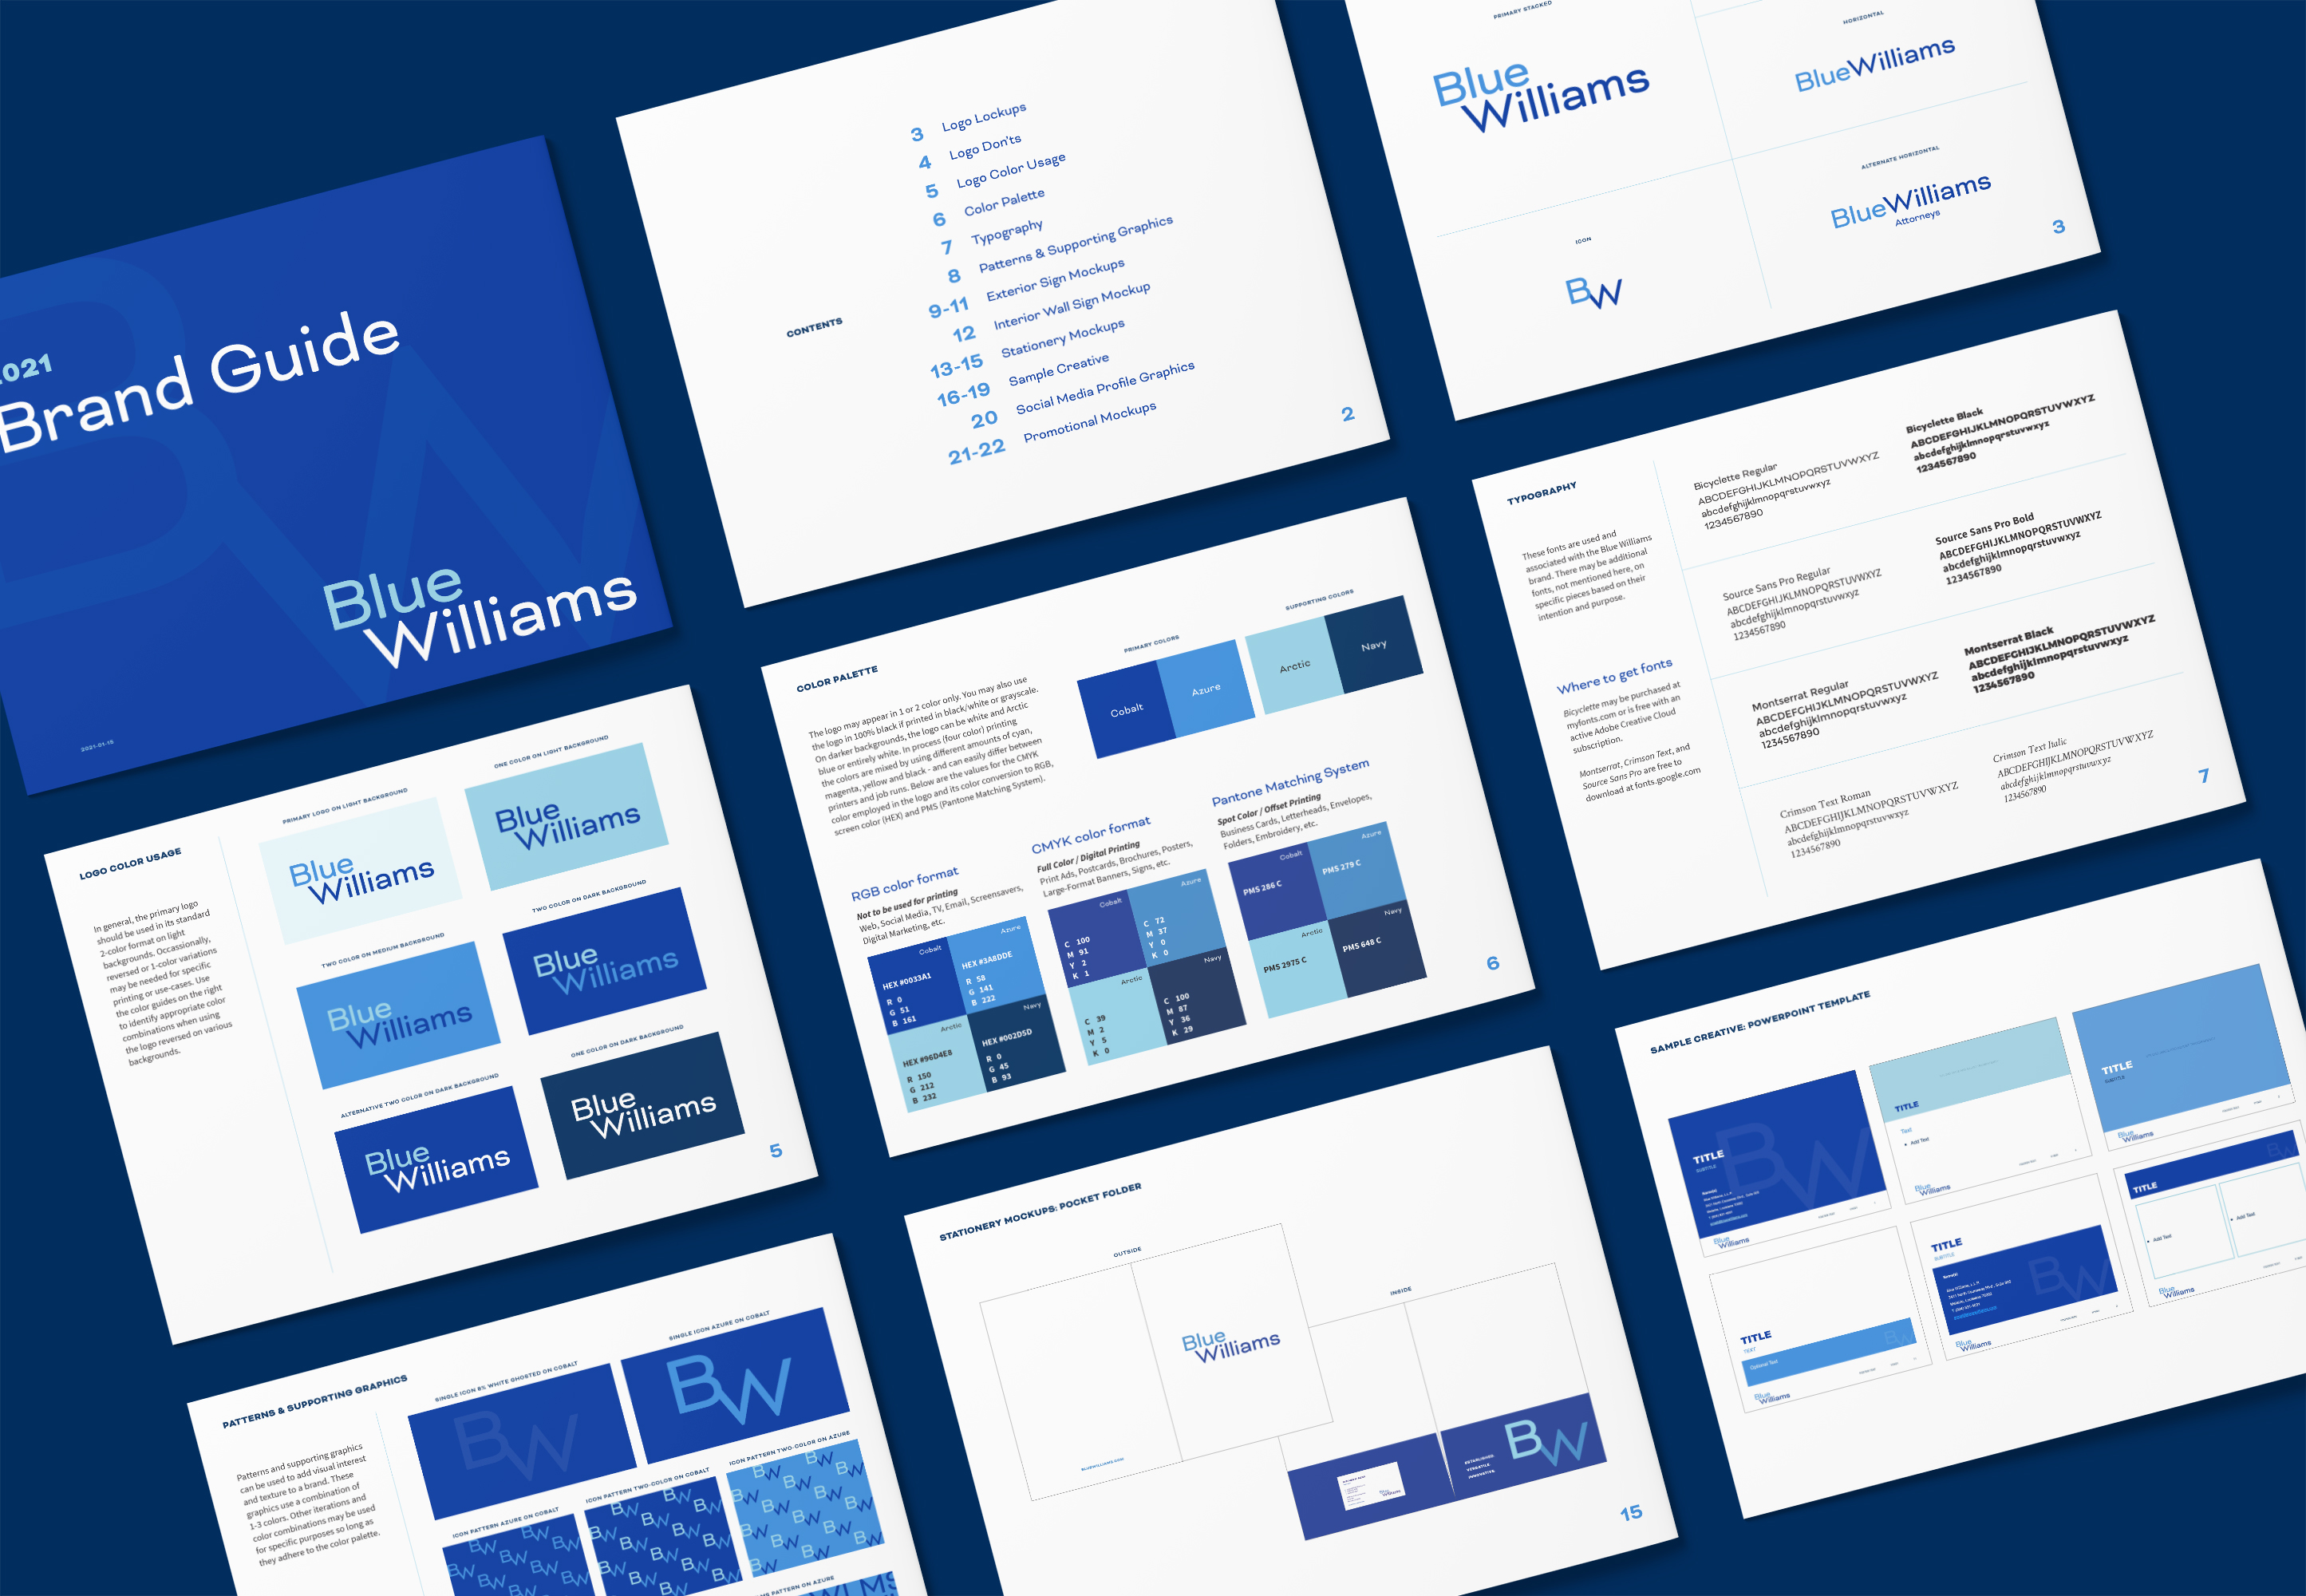 2021
Brand Guide
Blue
Williams
2021-01-15
CONTENTS
3 Logo Lockups
4 Logo Don'ts
5 Logo Color Usage
6 Color Palette
7 Typography
8 Patterns & Supporting Graphics
9-11 Exterior Sign Mockups
12 Interior Wall Sign Mockup
13-15 Stationery Mockups
16-19 Sample Creative
20 Social Media Profile Graphics
21-22 Promotional Mockups
2
PRIMARY STACKED
Blue
Williams
HORIZONTAL
BlueWilliams
ICON
BW
ALTERNATE HORIZONTAL
BlueWilliams
Attorneys
3
LOGO COLOR USAGE
In general, the primary logo
should be used in its standard
2-color format on light
backgrounds. Occassionally,
reversed or 1-color variations
may be needed for specific
printing or use-cases. Use
the color guides on the right
to identify appropriate color
combinations when using
the logo reversed on various
backgrounds.
PRIMARY LOGO ON LIGHT BACKGROUND
Blue
Williams
ONE COLOR ON LIGHT BACKGROUND
Blue
Williams
TWO COLOR ON MEDIUM BACKGROUND
Blue
Williams
TWO COLOR ON DARK BACKGROUND
Blue
Williams
ALTERNATIVE TWO COLOR ON DARK BACKGROUND
Blue
Williams
ONE COLOR ON DARK BACKGROUND
Blue
Williams
5
COLOR PALETTE
The logo may appear in 1 or 2 color only. You may also use
the logo in 100% black if printed in black/white or grayscale.
On darker backgrounds, the logo can be white and Arctic
blue or entirely white. In process (four color) printing
the colors are mixed by using different amounts of cyan,
magenta, yellow and black - and can easily differ between
printers and job runs. Below are the values for the CMYK
color employed in the logo and its color conversion to RGB,
screen color (HEX) and PMS (Pantone Matching System).
PRIMARY COLORS
Cobalt
Azure
SUPPORTING COLORS
Arctic
Navy
RGB color format
Not to be used for printing
Web, Social Media, TV, Email, Screensavers,
Digital Marketing, etc.
Cobalt
HEX #0033A1
R 0
G 51
B 161
Azure
HEX #3A8DDE
R 58
G 141
B 222
Arctic
HEX #96D4E8
R 150
G 212
B 232
Navy
HEX #002D5D
R 0
G 45
B 93
CMYK color format
Full Color / Digital Printing
Print Ads, Postcards, Brochures, Posters,
Large-Format Banners, Signs, etc.
Cobalt
C 100
M 91
Y 2
K 1
Azure
C 72
M 37
Y 0
K 0
Arctic
C 39
M 2
Y 5
K 0
Navy
C 100
M 87
Y 36
K 29
Pantone Matching System
Spot Color / Offset Printing
Business Cards, Letterheads, Envelopes,
Folders, Embroidery, etc.
Cobalt
PMS 286 C
Azure
PMS 279 C
Arctic
PMS 2975 C
Navy
PMS 648 C
6
TYPOGRAPHY
These fonts are used and
associated with the Blue Williams
brand. There may be additional
fonts, not mentioned here, on
specific pieces based on their
intention and purpose.
Where to get fonts
Bicyclette may be purchased at
myfonts.com or is free with an
active Adobe Creative Cloud
subscription.
Montserrat, Crimson Text, and
Source Sans Pro are free to
download at fonts.google.com
Bicyclette Regular
ABCDEFGHIJKLMNOPQRSTUVWXYZ
abcdefghijklmnopqrstuvwxyz
1234567890
Bicyclette Black
ABCDEFGHIJKLMNOPQRSTUVWXYZ
abcdefghijklmnopqrstuvwxyz
1234567890
Source Sans Pro Regular
ABCDEFGHIJKLMNOPQRSTUVWXYZ
abcdefghijklmnopqrstuvwxyz
1234567890
Source Sans Pro Bold
ABCDEFGHIJKLMNOPQRSTUVWXYZ
abcdefghijklmnopqrstuvwxyz
1234567890
Montserrat Regular
ABCDEFGHIJKLMNOPQRSTUVWXYZ
abcdefghijklmnopqrstuvwxyz
1234567890
Montserrat Black
ABCDEFGHIJKLMNOPQRSTUVWXYZ
abcdefghijklmnopqrstuvwxyz
1234567890
Crimson Text Roman
ABCDEFGHIJKLMNOPQRSTUVWXYZ
abcdefghijklmnopqrstuvwxyz
1234567890
Crimson Text Italic
ABCDEFGHIJKLMNOPQRSTUVWXYZ
abcdefghijklmnopqrstuvwxyz
1234567890
7
PATTERNS & SUPPORTING GRAPHICS
Patterns and supporting graphics
can be used to add visual interest
and texture to a brand. These
graphics use a combination of
1-3 colors. Other iterations and
color combinations may be used
for specific purposes so long as
they adhere to the color palette.
SINGLE ICON 8% WHITE GHOSTED ON COBALT
BW
SINGLE ICON AZURE ON COBALT
BW
ICON PATTERN AZURE ON COBALT
ICON PATTERN TWO-COLOR ON COBALT
ICON PATTERN TWO-COLOR ON AZURE
PATTERN ON AZURE
STATIONERY MOCKUPS: POCKET FOLDER
OUTSIDE
Blue
Williams
BLUEWILLIAMS.COM
INSIDE
ESTABLISHED.
VERSATILE.
INNOVATIVE.
BW
15
SAMPLE CREATIVE: POWERPOINT TEMPLATE
TITLE
SUBTITLE
Blue
Williams
TITLE
Text
Add Text
Blue
Williams
TITLE
SUBTITLE
Blue
Williams
TITLE
TEXT
Optional Text
Blue
Williams
TITLE
SUBTITLE
Blue
Williams
TITLE
Add Text
Add Text
Blue
Williams